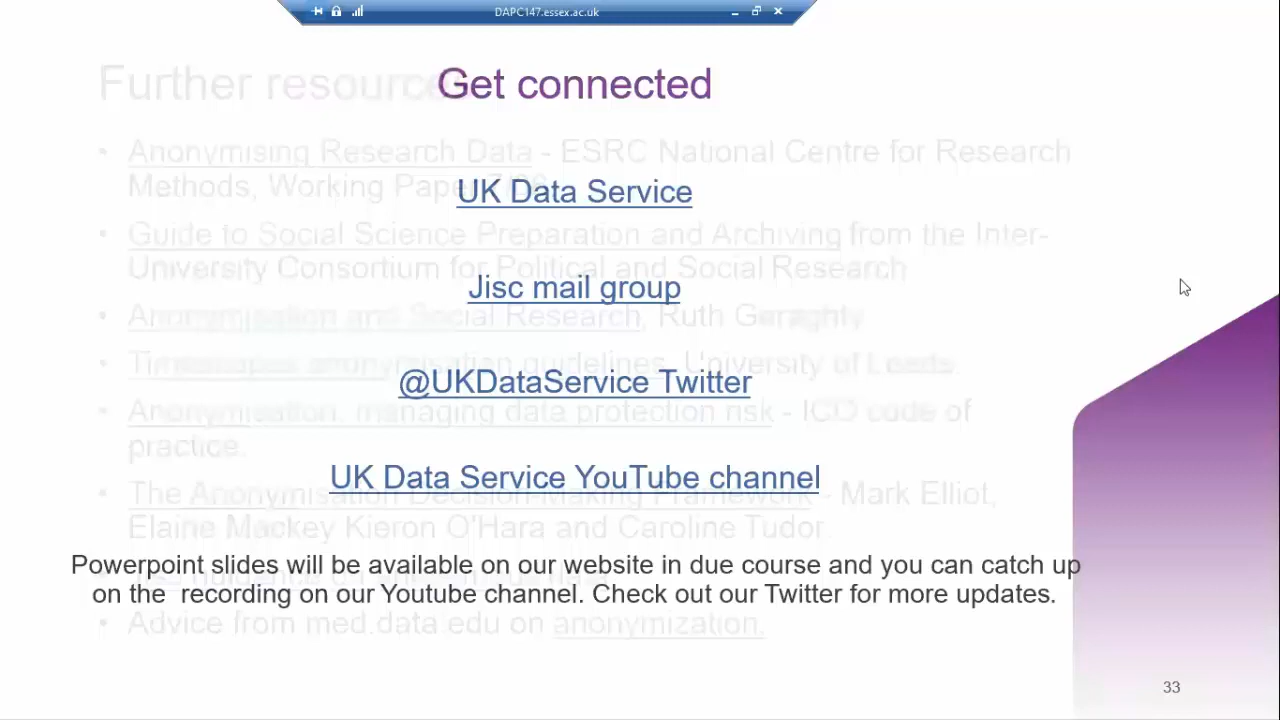 DAPC147.essex.ac.uk
Further resources
Get connected
• Anonymising Research Data - ESRC National Centre for Research
Methods, Working Paper
UK Data Service
• Guide to Social Science Preparation and Archiving from the Inter-
University Consortium for Political and Social Research
Jisc mail group
• Anonymisation and Social Research, Ruth Geraghty
• Timescapes anonymisation guidelines, University of Leeds
@UKDataService Twitter
• Anonymisation: managing data protection risk - ICO code of
practice.
UK Data Service YouTube channel
• The Anonymisation Decision-Making Framework - Mark Elliot,
Elaine Mackey Kieron O'Hara and Caroline Tudor.
Powerpoint slides will be available on our website in due course and you can catch up
on the recording on our Youtube channel. Check out our Twitter for more updates.
• Advice from med.data.edu on anonymization.
33